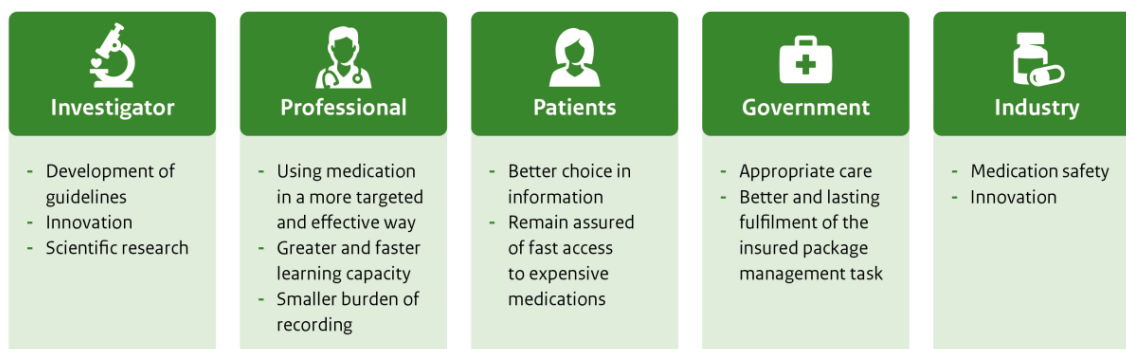 Investigator
- Development of
guidelines
- Innovation
- Scientific research
Professional
- Using medication
in a more targeted
and effective way
- Greater and faster
learning capacity
- Smaller burden of
recording
Patients
- Better choice in
information
- Remain assured
of fast access
to expensive
medications
Government
- Appropriate care
- Better and lasting
fulfilment of the
insured package
management task
Industry
- Medication safety
- Innovation